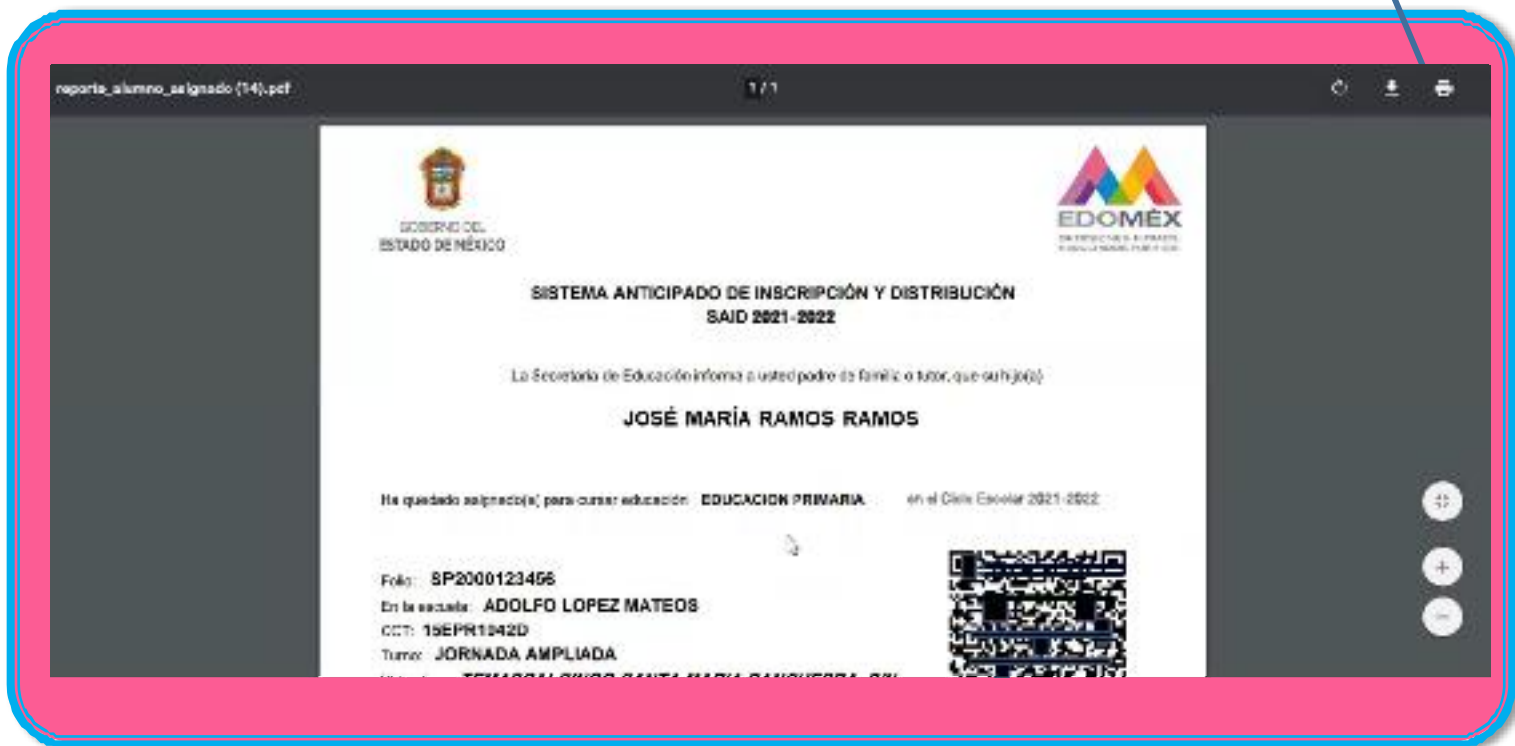 reporte_alumno_asignado (14).pdf
1 / 1
GOBIERNO DEL
ESTADO DE MÉXICO
EDOMÉX
SISTEMA ANTICIPADO DE INSCRIPCIÓN Y DISTRIBUCIÓN
SAID 2021-2022
La Secretaría de Educación informa a usted padre de familia o tutor, que su hijo(a)
JOSÉ MARÍA RAMOS RAMOS
Ha quedado asignado(a) para cursar educación EDUCACION PRIMARIA en el Ciclo Escolar 2021-2022
Folio: SP2000123456
En la escuela: ADOLFO LOPEZ MATEOS
CCT: 15EPR1042D
Turno: JORNADA AMPLIADA